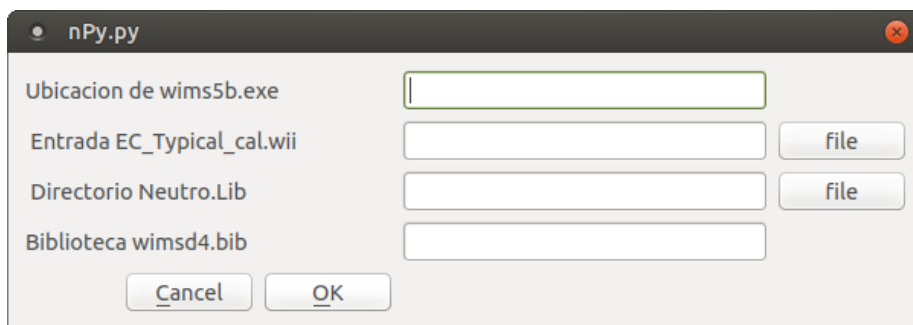 nPy.py
Ubicacion de wims5b.exe
Entrada EC_Typical_cal.wii file
Directorio Neutro.Lib file
Biblioteca wimsd4.bib
Cancel OK